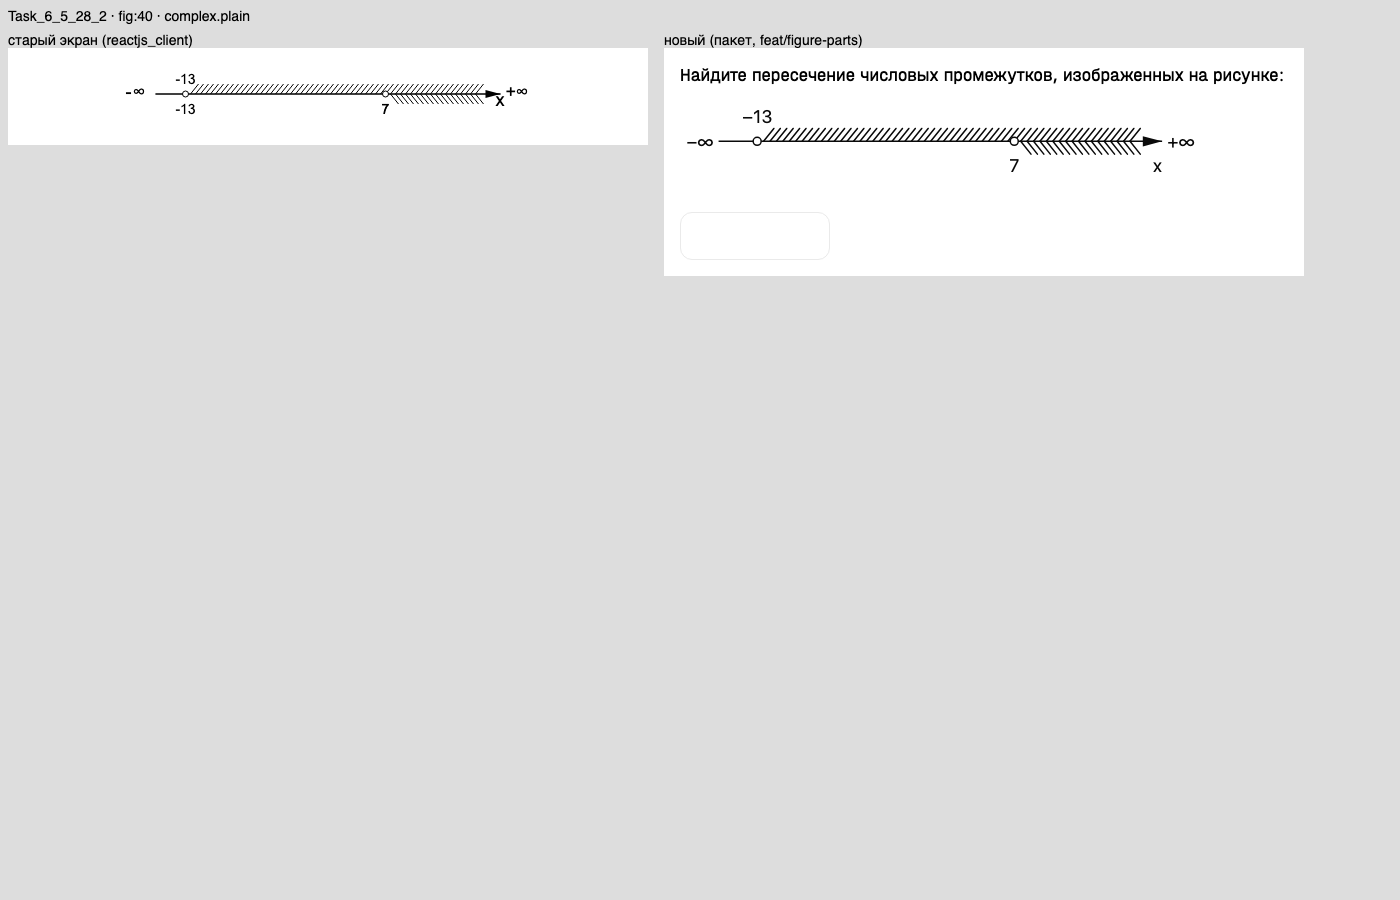 Task_6_5_28_2 · fig:40 · complex.plain
старый экран (reactjs_client)
-13
-∞
+∞
x
-13
7
новый (пакет, feat/figure-parts)
Найдите пересечение числовых промежутков, изображенных на рисунке:
−13
−∞
+∞
7
x